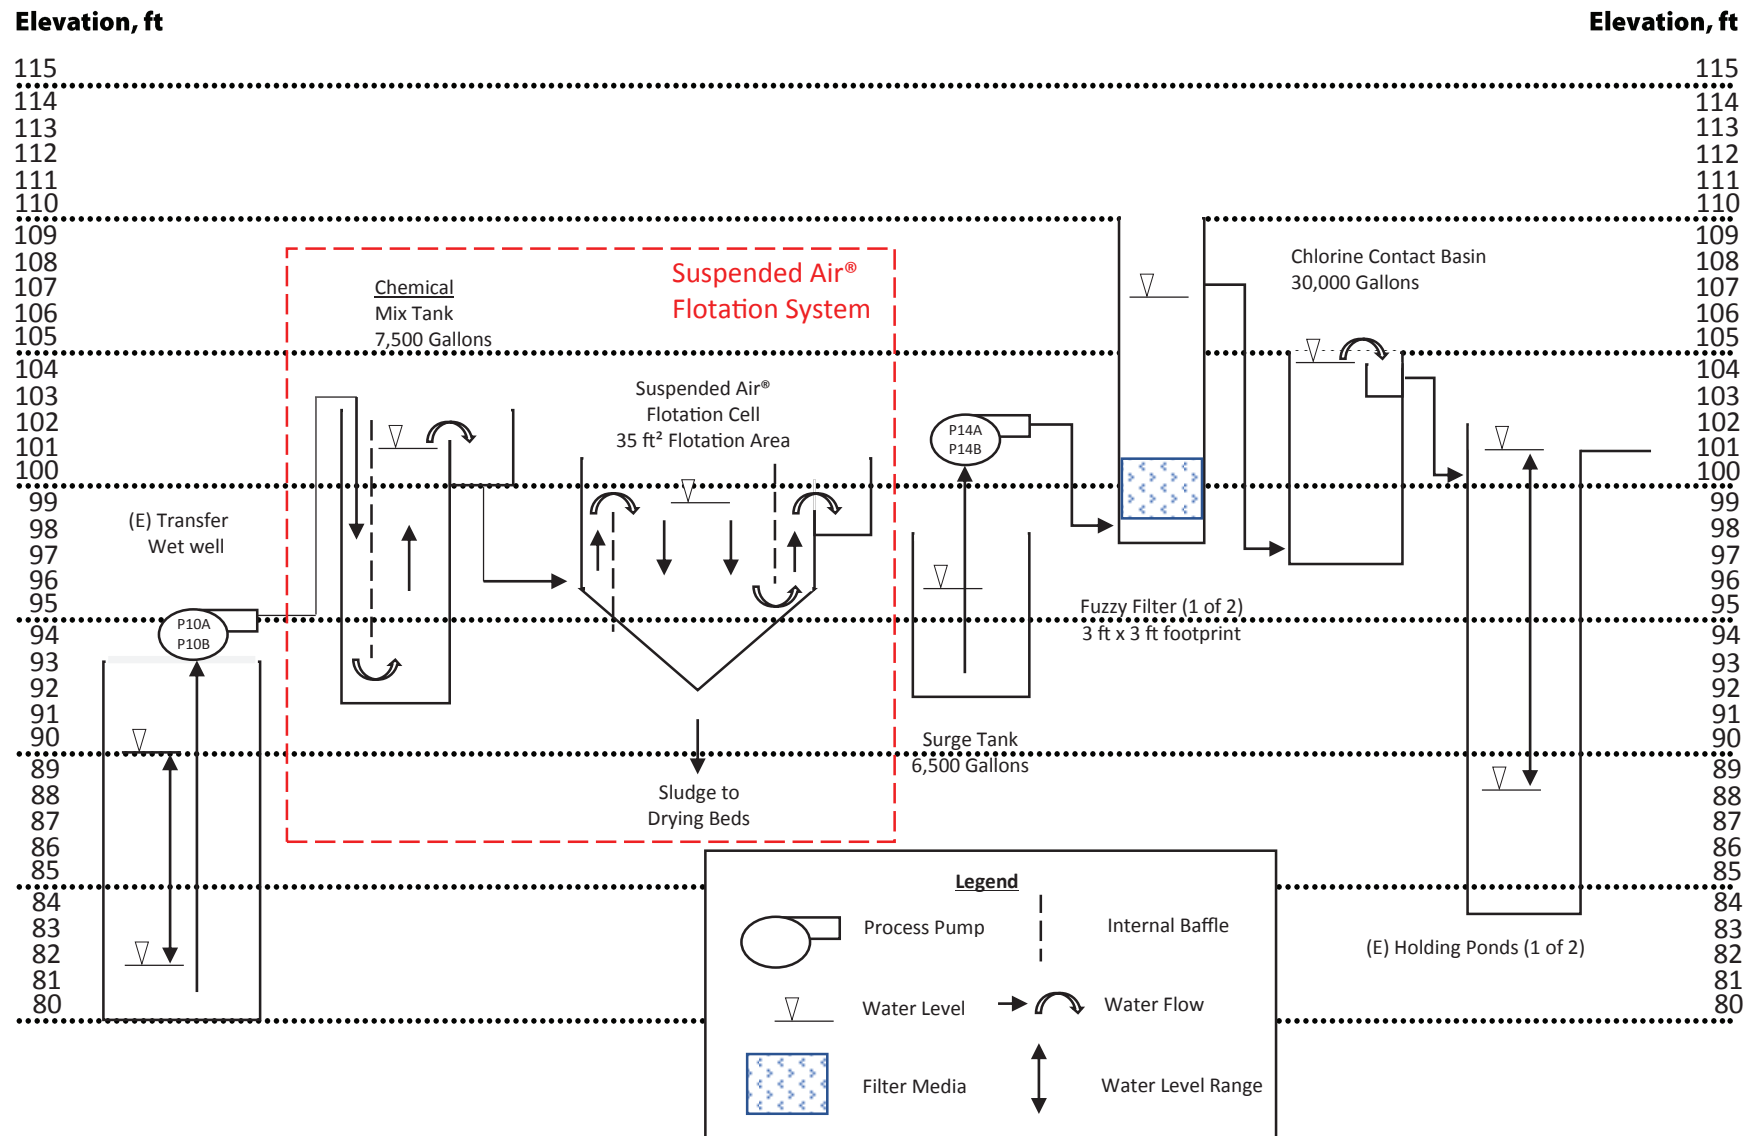 Elevation, ft
Elevation, ft
115
114
113
112
111
110
109
108
107
106
105
104
103
102
101
100
99
98
97
96
95
94
93
92
91
90
89
88
87
86
85
84
83
82
81
80
Suspended Air®
Flotation System
Chemical
Mix Tank
7,500 Gallons
Suspended Air®
Flotation Cell
35 ft² Flotation Area
(E) Transfer
Wet well
P10A
P10B
Sludge to
Drying Beds
P14A
P14B
Surge Tank
6,500 Gallons
Fuzzy Filter (1 of 2)
3 ft x 3 ft footprint
Chlorine Contact Basin
30,000 Gallons
(E) Holding Ponds (1 of 2)
Legend
Process Pump
Internal Baffle
Water Level
Water Flow
Filter Media
Water Level Range
115
114
113
112
111
110
109
108
107
106
105
104
103
102
101
100
99
98
97
96
95
94
93
92
91
90
89
88
87
86
85
84
83
82
81
80